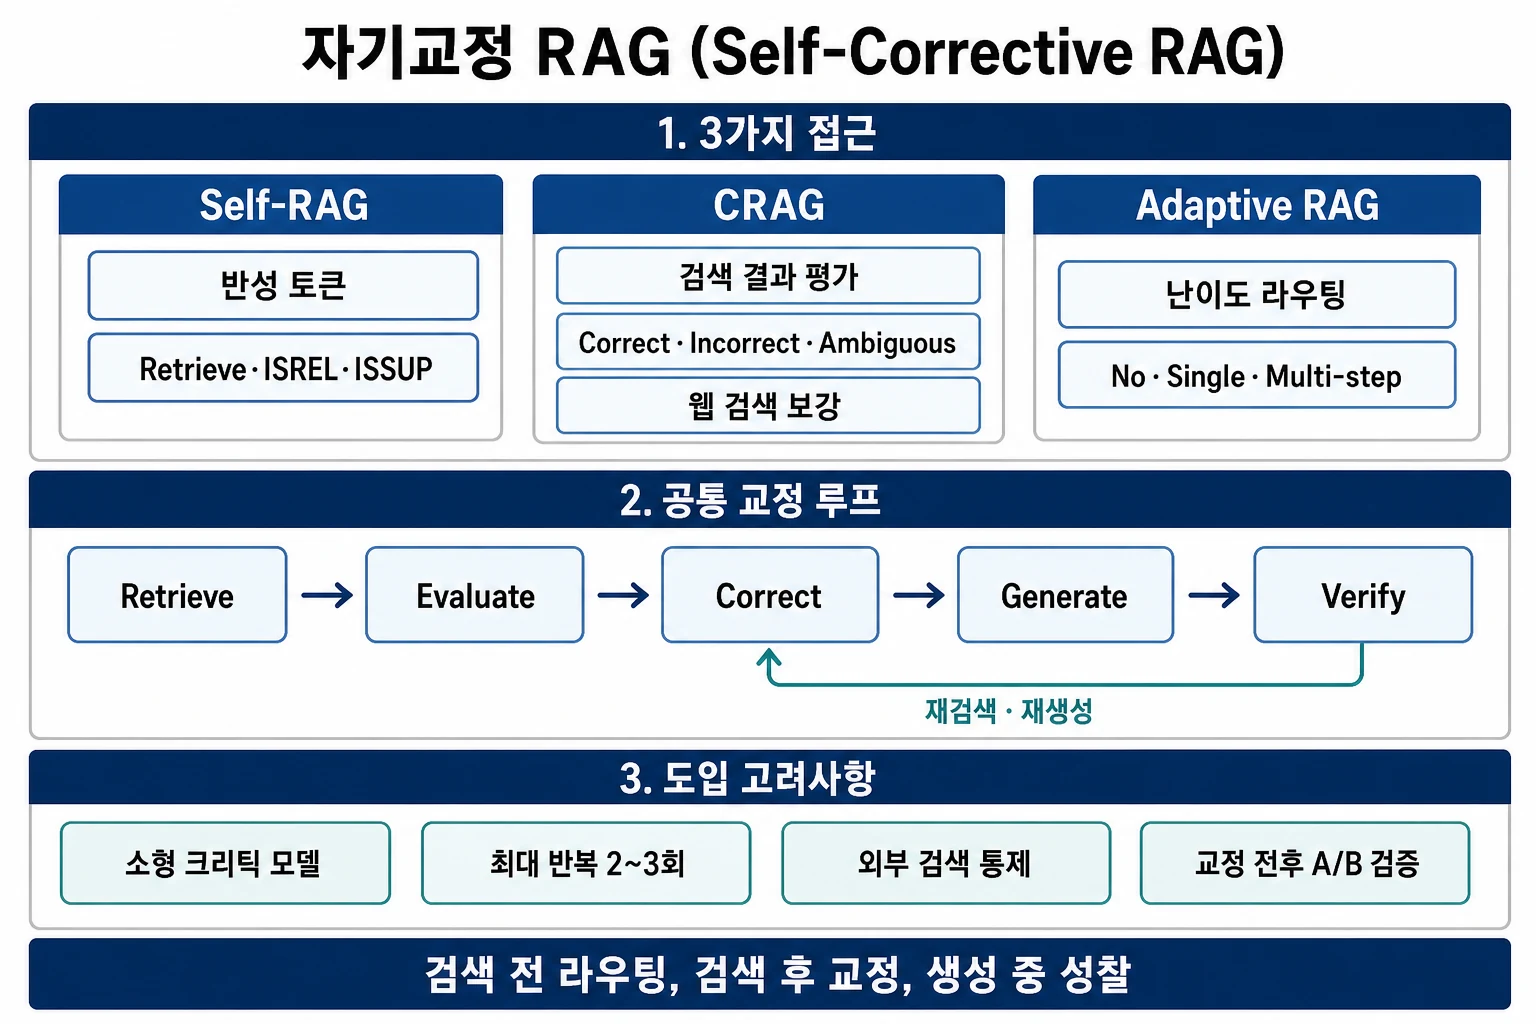 자기교정 RAG (Self-Corrective RAG)
1. 3가지 접근
Self-RAG
반성 토큰
Retrieve · ISREL · ISSUP
CRAG
검색 결과 평가
Correct · Incorrect · Ambiguous
웹 검색 보강
Adaptive RAG
난이도 라우팅
No · Single · Multi-step
2. 공통 교정 루프
Retrieve
Evaluate
Correct
Generate
Verify
재검색 · 재생성
3. 도입 고려사항
소형 크리틱 모델
최대 반복 2~3회
외부 검색 통제
교정 전후 A/B 검증
검색 전 라우팅, 검색 후 교정, 생성 중 성찰